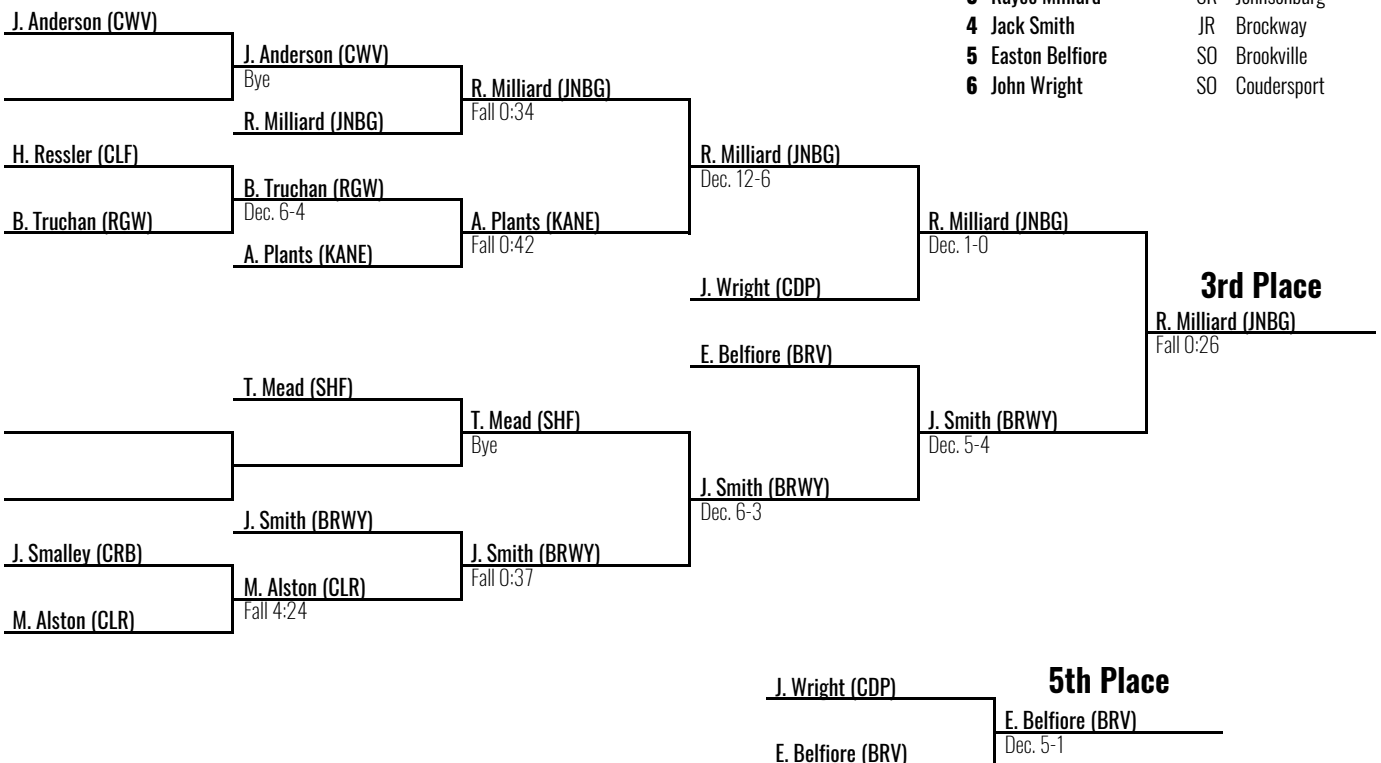 4 Jack Smith JR Brockway
5 Easton Belfiore SO Brookville
6 John Wright SO Coudersport
J. Anderson (CWV)
J. Anderson (CWV)
Bye
R. Milliard (JNBG)
R. Milliard (JNBG)
Fall 0:34
H. Ressler (CLF)
B. Truchan (RGW)
B. Truchan (RGW)
Dec. 6-4
A. Plants (KANE)
A. Plants (KANE)
Fall 0:42
R. Milliard (JNBG)
Dec. 12-6
J. Wright (CDP)
R. Milliard (JNBG)
Dec. 1-0
3rd Place
R. Milliard (JNBG)
Fall 0:26
E. Belfiore (BRV)
T. Mead (SHF)
T. Mead (SHF)
Bye
J. Smith (BRWY)
Dec. 5-4
J. Smith (BRWY)
Dec. 6-3
J. Smith (BRWY)
J. Smith (BRWY)
Fall 0:37
J. Smalley (CRB)
M. Alston (CLR)
M. Alston (CLR)
Fall 4:24
5th Place
J. Wright (CDP)
E. Belfiore (BRV)
E. Belfiore (BRV)
Dec. 5-1